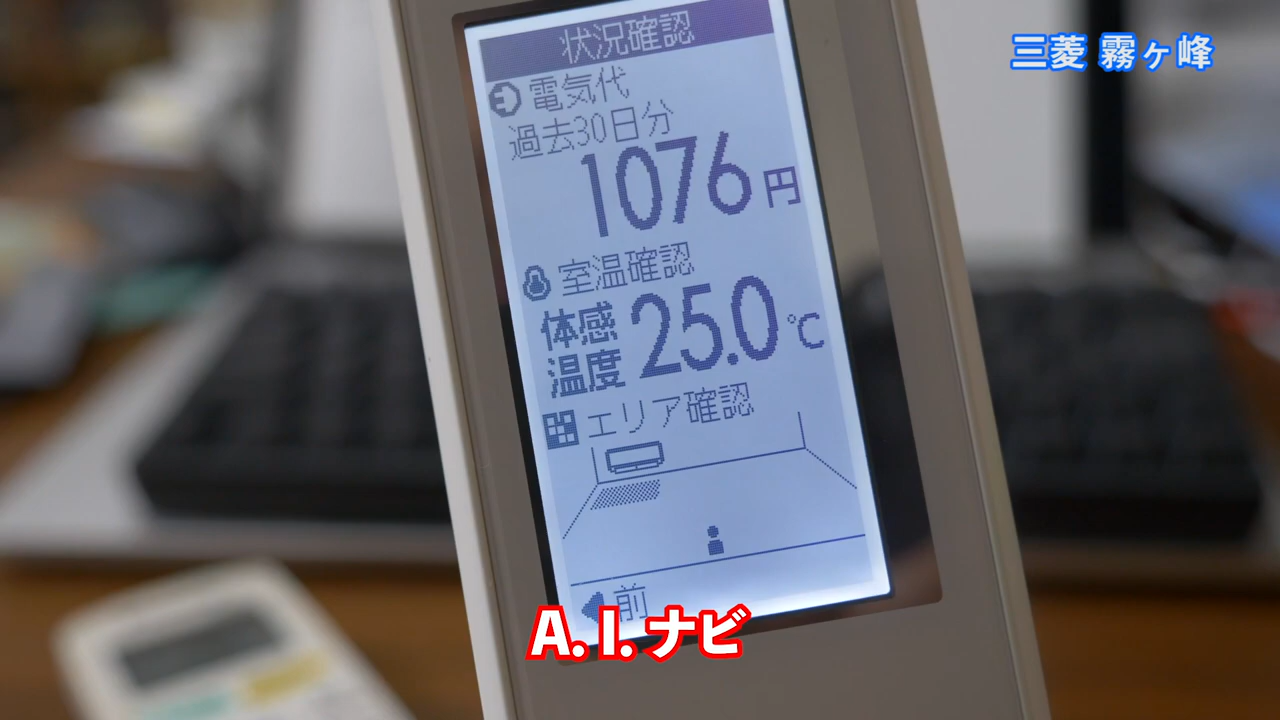 状況確認
三菱 霧ヶ峰
電気代
過去30日分
1076円
室温確認
体感
温度
25.0℃
エリア確認
前
A.I.ナビ